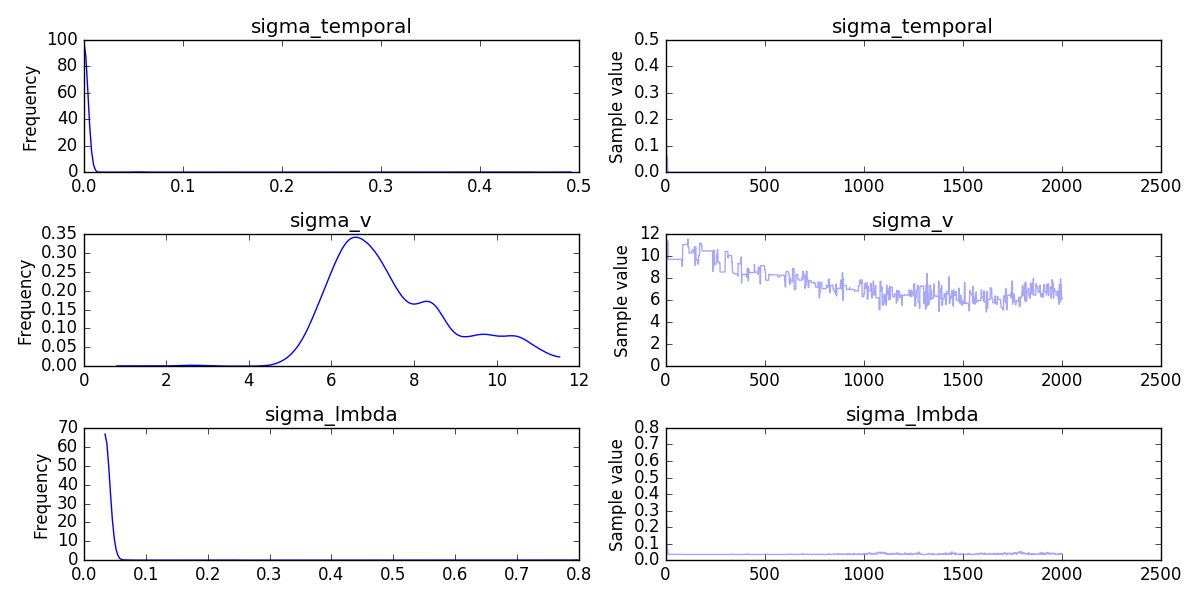 sigma_temporal
Frequency
100
80
60
40
20
0
0.0 0.1 0.2 0.3 0.4 0.5
sigma_temporal
Sample value
0.5
0.4
0.3
0.2
0.1
0.0
0 500 1000 1500 2000 2500
sigma_v
Frequency
0.35
0.30
0.25
0.20
0.15
0.10
0.05
0.00
0 2 4 6 8 10 12
sigma_v
Sample value
12
10
8
6
4
2
0
0 500 1000 1500 2000 2500
sigma_lmbda
Frequency
70
60
50
40
30
20
10
0
0.0 0.1 0.2 0.3 0.4 0.5 0.6 0.7 0.8
sigma_lmbda
Sample value
0.8
0.7
0.6
0.5
0.4
0.3
0.2
0.1
0.0
0 500 1000 1500 2000 2500